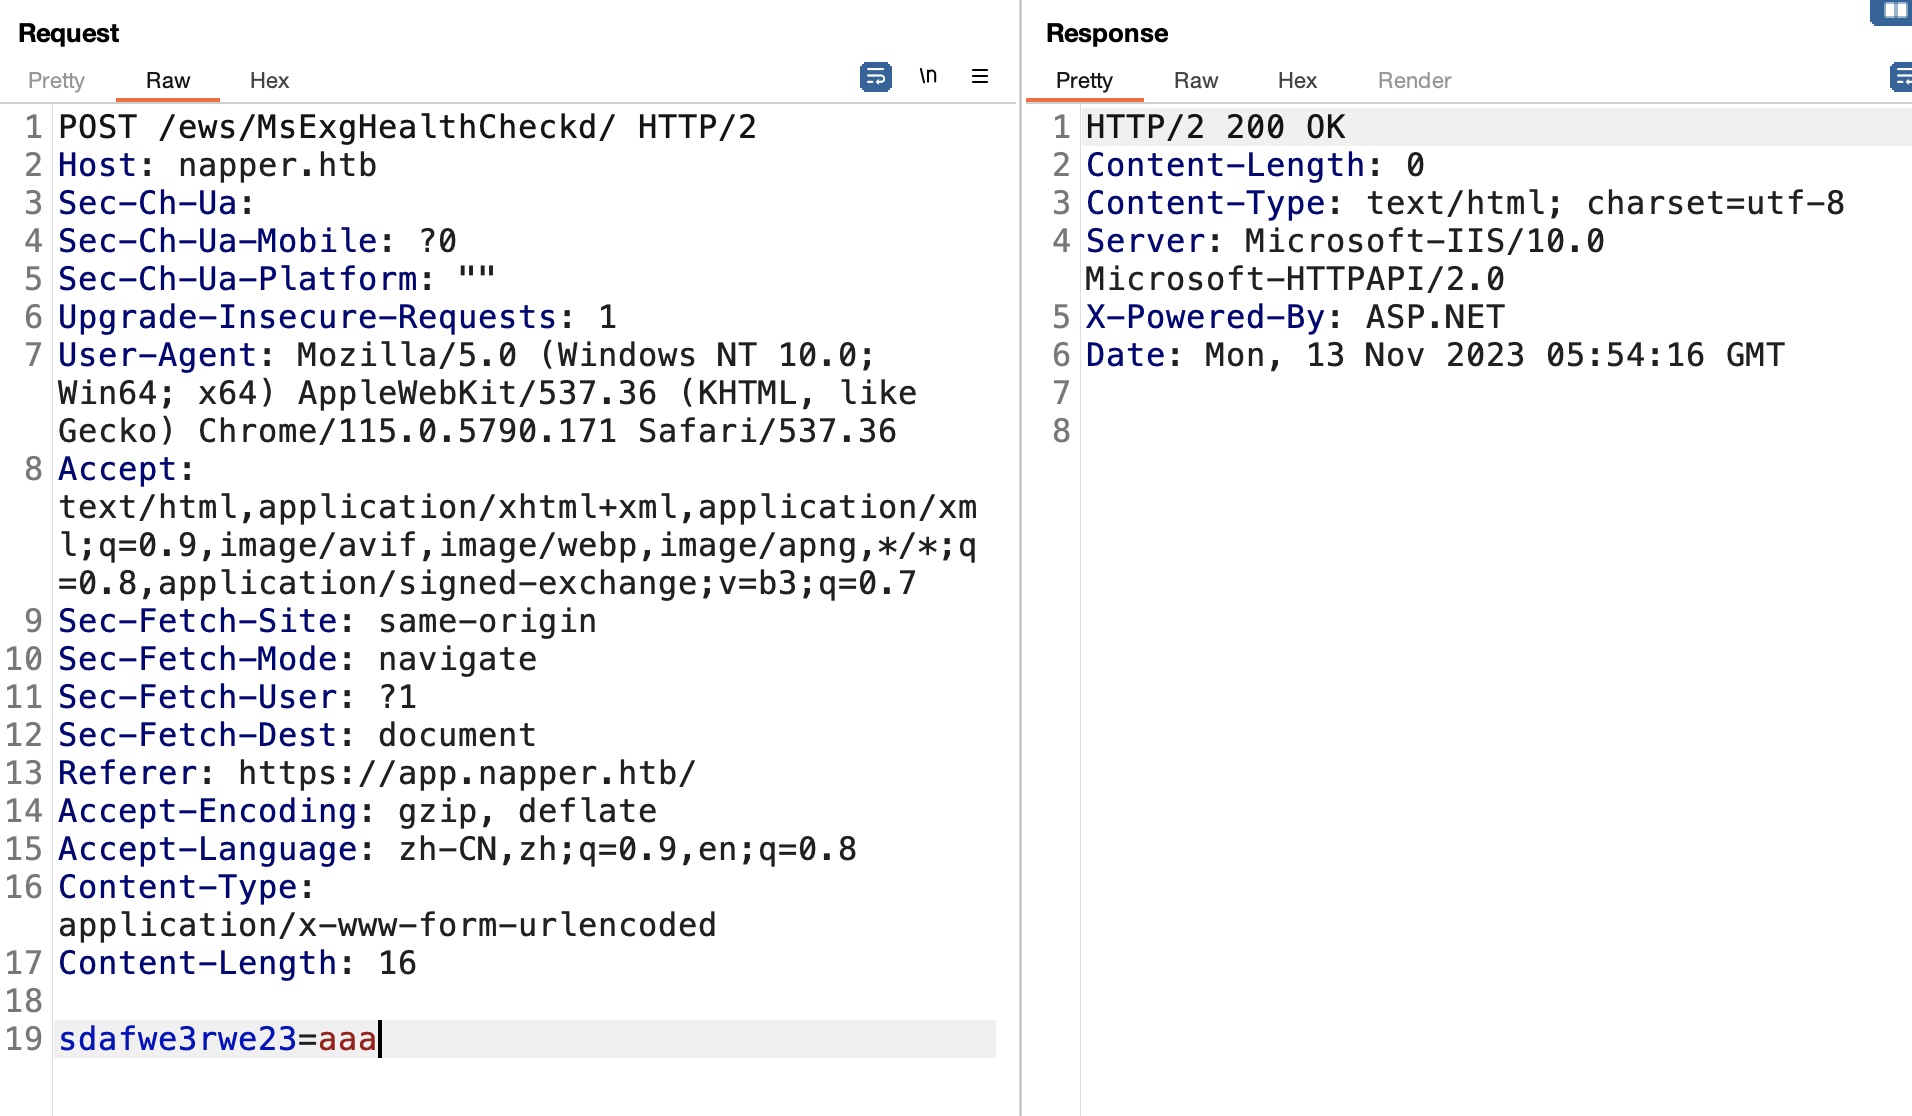 Request
Pretty Raw Hex \n
1 POST /ews/MsExgHealthCheckd/ HTTP/2
2 Host: napper.htb
3 Sec-Ch-Ua:
4 Sec-Ch-Ua-Mobile: ?0
5 Sec-Ch-Ua-Platform: ""
6 Upgrade-Insecure-Requests: 1
7 User-Agent: Mozilla/5.0 (Windows NT 10.0;
Win64; x64) AppleWebKit/537.36 (KHTML, like
Gecko) Chrome/115.0.5790.171 Safari/537.36
8 Accept:
text/html,application/xhtml+xml,application/xm
l;q=0.9,image/avif,image/webp,image/apng,*/*;q
=0.8,application/signed-exchange;v=b3;q=0.7
9 Sec-Fetch-Site: same-origin
10 Sec-Fetch-Mode: navigate
11 Sec-Fetch-User: ?1
12 Sec-Fetch-Dest: document
13 Referer: https://app.napper.htb/
14 Accept-Encoding: gzip, deflate
15 Accept-Language: zh-CN,zh;q=0.9,en;q=0.8
16 Content-Type:
application/x-www-form-urlencoded
17 Content-Length: 16
18
19 sdafwe3rwe23=aaa
Response
Pretty Raw Hex Render
1 HTTP/2 200 OK
2 Content-Length: 0
3 Content-Type: text/html; charset=utf-8
4 Server: Microsoft-IIS/10.0
Microsoft-HTTPAPI/2.0
5 X-Powered-By: ASP.NET
6 Date: Mon, 13 Nov 2023 05:54:16 GMT
7
8